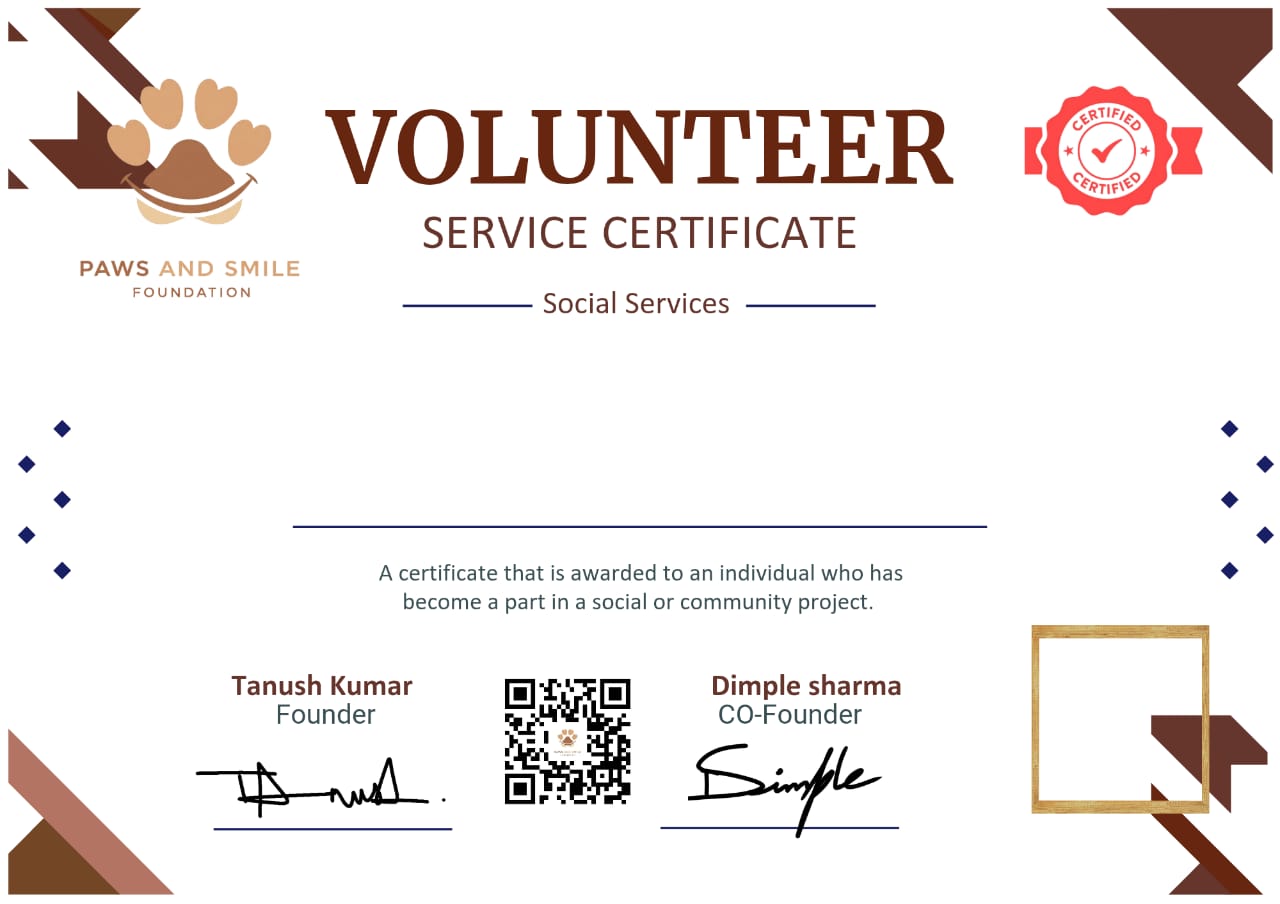 VOLUNTEER
SERVICE CERTIFICATE
Social Services
PAWS AND SMILE
FOUNDATION
CERTIFIED
CERTIFIED
A certificate that is awarded to an individual who has
become a part in a social or community project.
Tanush Kumar
Founder
Dimple sharma
CO-Founder
Dimple